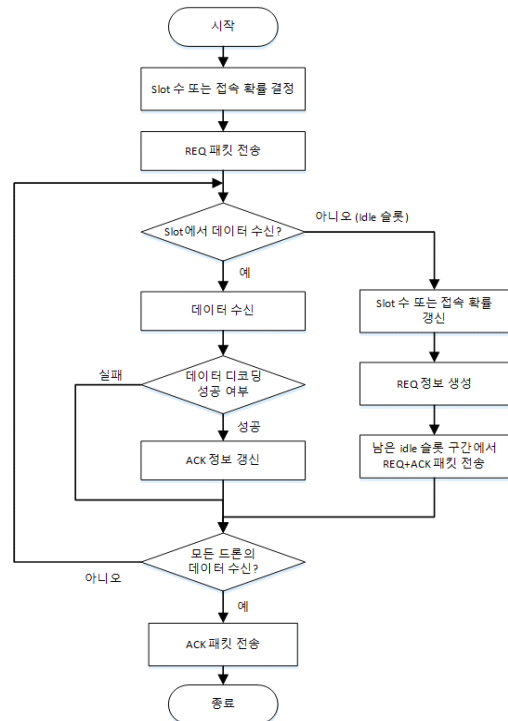 시작
Slot 수 또는 접속 확률 결정
REQ 패킷 전송
Slot에서 데이터 수신?
아니오 (Idle 슬롯)
예
데이터 수신
Slot 수 또는 접속 확률
갱신
데이터 디코딩
성공 여부
실패
성공
REQ 정보 생성
ACK 정보 갱신
남은 idle 슬롯 구간에서
REQ+ACK 패킷 전송
모든 드론의
데이터 수신?
아니오
예
ACK 패킷 전송
종료